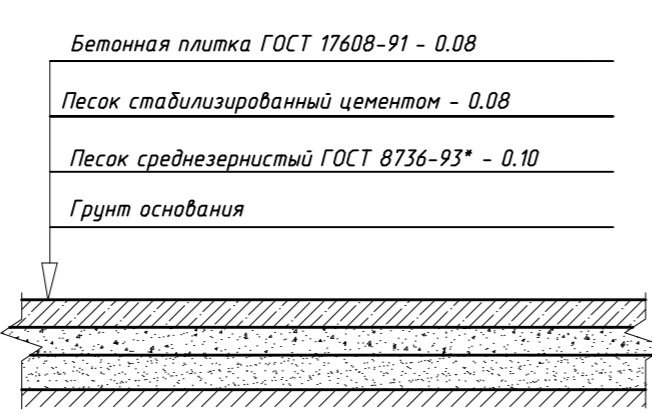 Бетонная плитка ГОСТ 17608-91 - 0.08
Песок стабилизированный цементом - 0.08
Песок среднезернистый ГОСТ 8736-93* - 0.10
Грунт основания